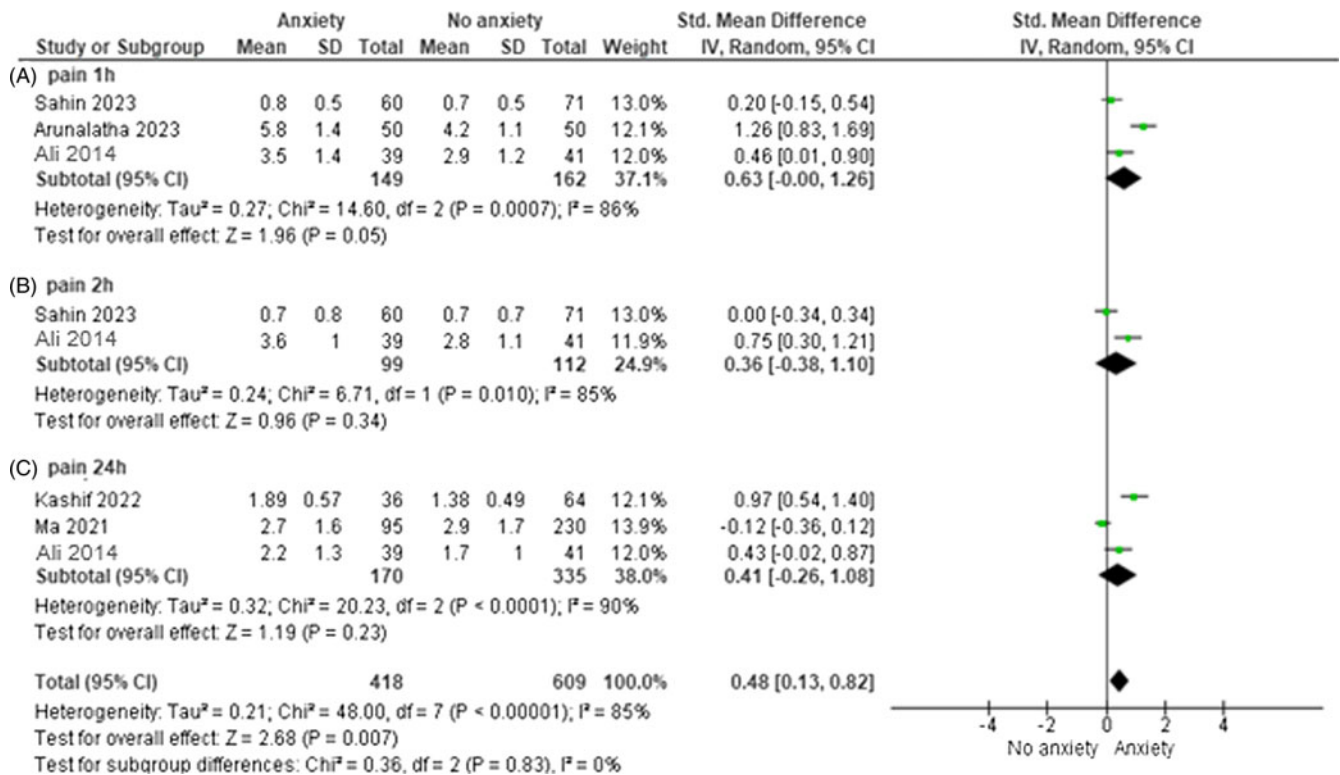 Anxiety No anxiety Std. Mean Difference Std. Mean Difference
Study or Subgroup Mean SD Total Mean SD Total Weight IV, Random, 95% CI IV, Random, 95% CI
(A) pain 1h
Sahin 2023 0.8 0.5 60 0.7 0.5 71 13.0% 0.20 [-0.15, 0.54]
Arunalatha 2023 5.8 1.4 50 4.2 1.1 50 12.1% 1.26 [0.83, 1.69]
Ali 2014 3.5 1.4 39 2.9 1.2 41 12.0% 0.46 [0.01, 0.90]
Subtotal (95% CI) 149 162 37.1% 0.63 [-0.00, 1.26]
Heterogeneity: Tau² = 0.27; Chi² = 14.60, df = 2 (P = 0.0007); I² = 86%
Test for overall effect: Z = 1.96 (P = 0.05)
(B) pain 2h
Sahin 2023 0.7 0.8 60 0.7 0.7 71 13.0% 0.00 [-0.34, 0.34]
Ali 2014 3.6 1 39 2.8 1.1 41 11.9% 0.75 [0.30, 1.21]
Subtotal (95% CI) 99 112 24.9% 0.36 [-0.38, 1.10]
Heterogeneity: Tau² = 0.24; Chi² = 6.71, df = 1 (P = 0.010); I² = 85%
Test for overall effect: Z = 0.96 (P = 0.34)
(C) pain 24h
Kashif 2022 1.89 0.57 36 1.38 0.49 64 12.1% 0.97 [0.54, 1.40]
Ma 2021 2.7 1.6 95 2.9 1.7 230 13.9% -0.12 [-0.36, 0.12]
Ali 2014 2.2 1.3 39 1.7 1 41 12.0% 0.43 [-0.02, 0.87]
Subtotal (95% CI) 170 335 38.0% 0.41 [-0.26, 1.08]
Heterogeneity: Tau² = 0.32; Chi² = 20.23, df = 2 (P < 0.0001); I² = 90%
Test for overall effect: Z = 1.19 (P = 0.23)
Total (95% CI) 418 609 100.0% 0.48 [0.13, 0.82]
Heterogeneity: Tau² = 0.21; Chi² = 48.00, df = 7 (P < 0.00001); I² = 85%
Test for overall effect: Z = 2.68 (P = 0.007)
Test for subgroup differences: Chi² = 0.36, df = 2 (P = 0.83), I² = 0%
-4 -2 0 2 4
No anxiety Anxiety